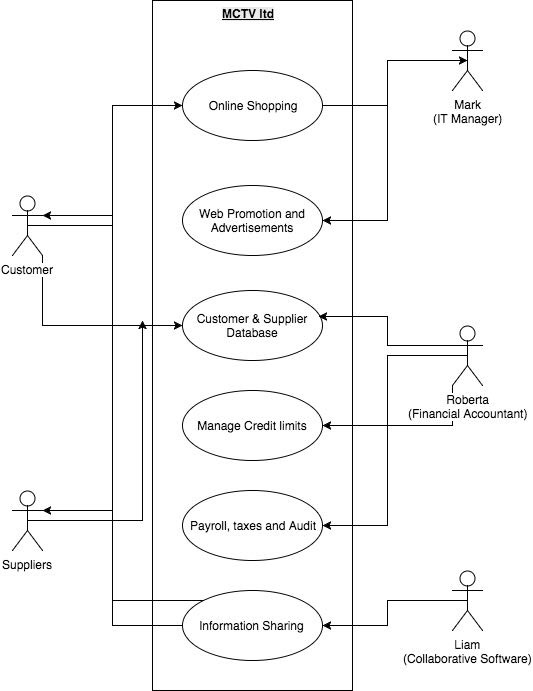 MCTV ltd
Online Shopping
Mark
(IT Manager)
Web Promotion and
Advertisements
Customer
Customer & Supplier
Database
Roberta
(Financial Accountant)
Manage Credit limits
Payroll, taxes and Audit
Suppliers
Information Sharing
Liam
(Collaborative Software)